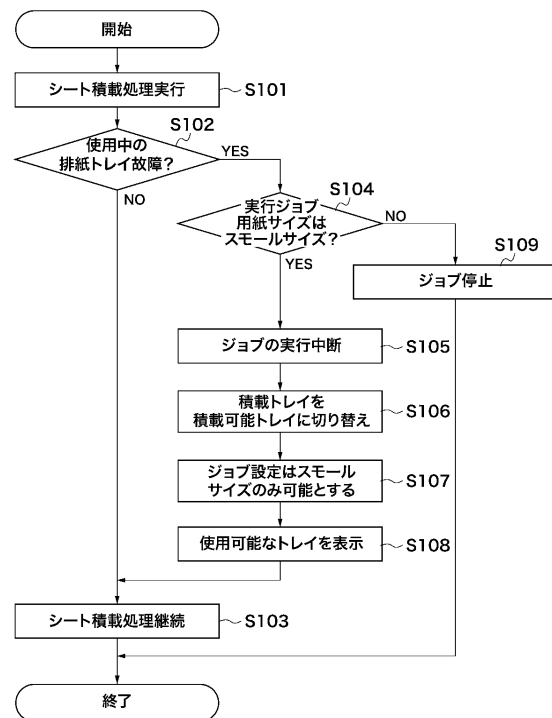 開始
シート積載処理実行
S101
S102
使用中の
排紙トレイ故障？
YES
NO
S104
実行ジョブ
用紙サイズは
スモールサイズ？
NO
YES
S109
ジョブ停止
ジョブの実行中断
S105
積載トレイを
積載可能トレイに切り替え
S106
ジョブ設定はスモール
サイズのみ可能とする
S107
使用可能なトレイを表示
S108
シート積載処理継続
S103
終了